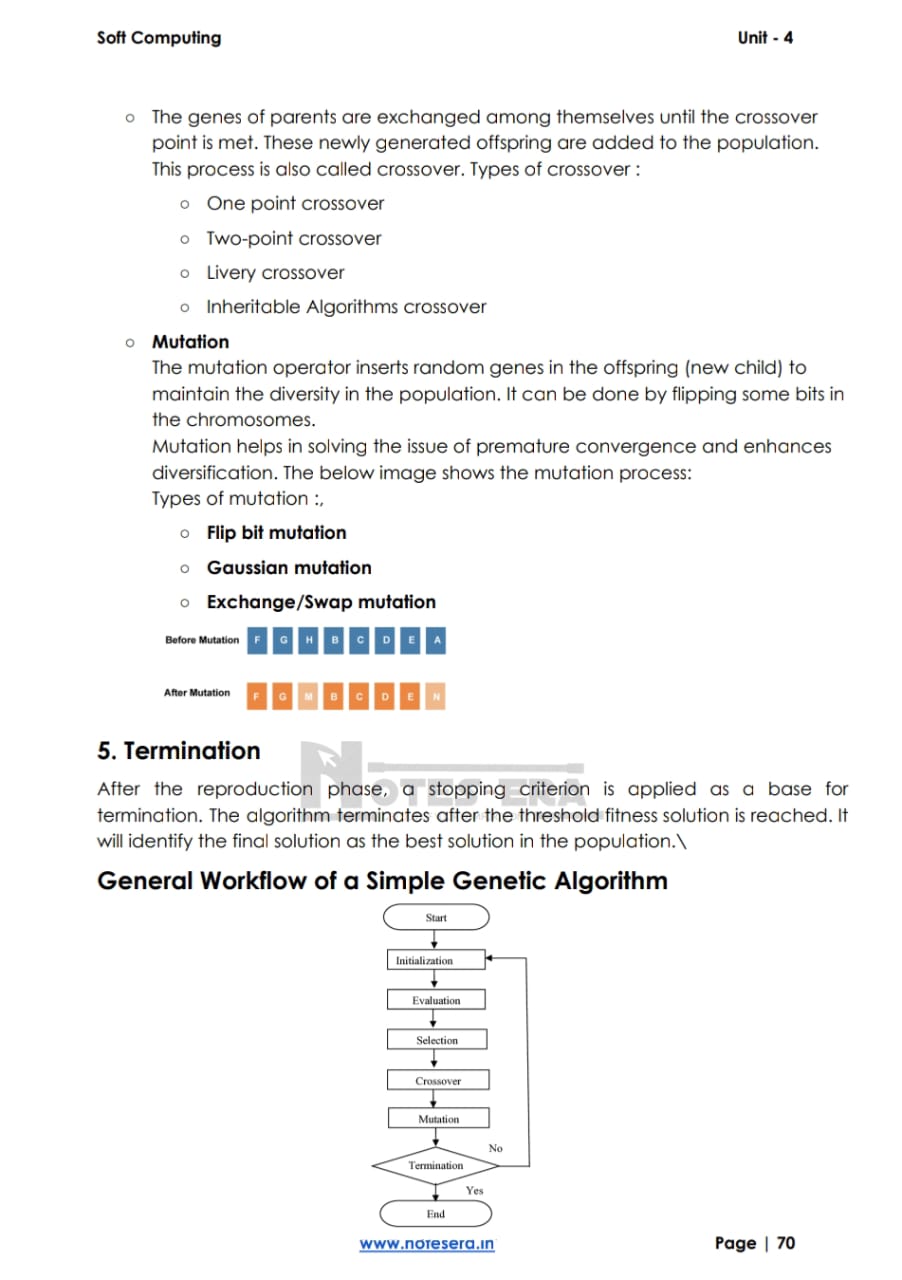 Soft Computing Unit - 4
○ The genes of parents are exchanged among themselves until the crossover
point is met. These newly generated offspring are added to the population.
This process is also called crossover. Types of crossover :
○ One point crossover
○ Two-point crossover
○ Livery crossover
○ Inheritable Algorithms crossover
○ Mutation
The mutation operator inserts random genes in the offspring (new child) to
maintain the diversity in the population. It can be done by flipping some bits in
the chromosomes.
Mutation helps in solving the issue of premature convergence and enhances
diversification. The below image shows the mutation process:
Types of mutation :,
○ Flip bit mutation
○ Gaussian mutation
○ Exchange/Swap mutation
Before Mutation F G H B C D E A
After Mutation F G M B C D E N
5. Termination
NOTES ERA
After the reproduction phase, a stopping criterion is applied as a base for
termination. The algorithm terminates after the threshold fitness solution is reached. It
will identify the final solution as the best solution in the population.\
General Workflow of a Simple Genetic Algorithm
Start
Initialization
Evaluation
Selection
Crossover
Mutation
No
Termination
Yes
End
www.notesera.in Page | 70